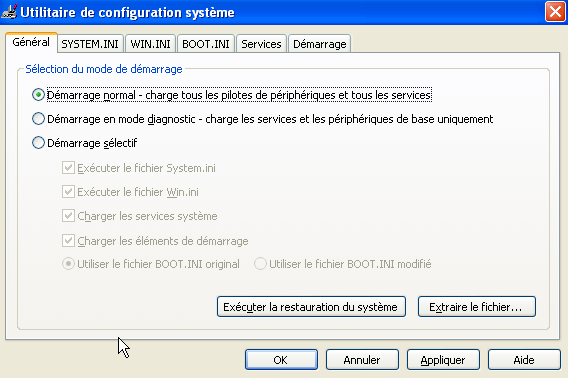 Utilitaire de configuration système
Général SYSTEM.INI WIN.INI BOOT.INI Services Démarrage
Sélection du mode de démarrage
Démarrage normal - charge tous les pilotes de périphériques et tous les services
Démarrage en mode diagnostic - charge les services et les périphériques de base uniquement
Démarrage sélectif
Exécuter le fichier System.ini
Exécuter le fichier Win.ini
Charger les services système
Charger les éléments de démarrage
Utiliser le fichier BOOT.INI original Utiliser le fichier BOOT.INI modifié
Exécuter la restauration du système Extraire le fichier...
OK Annuler Appliquer Aide